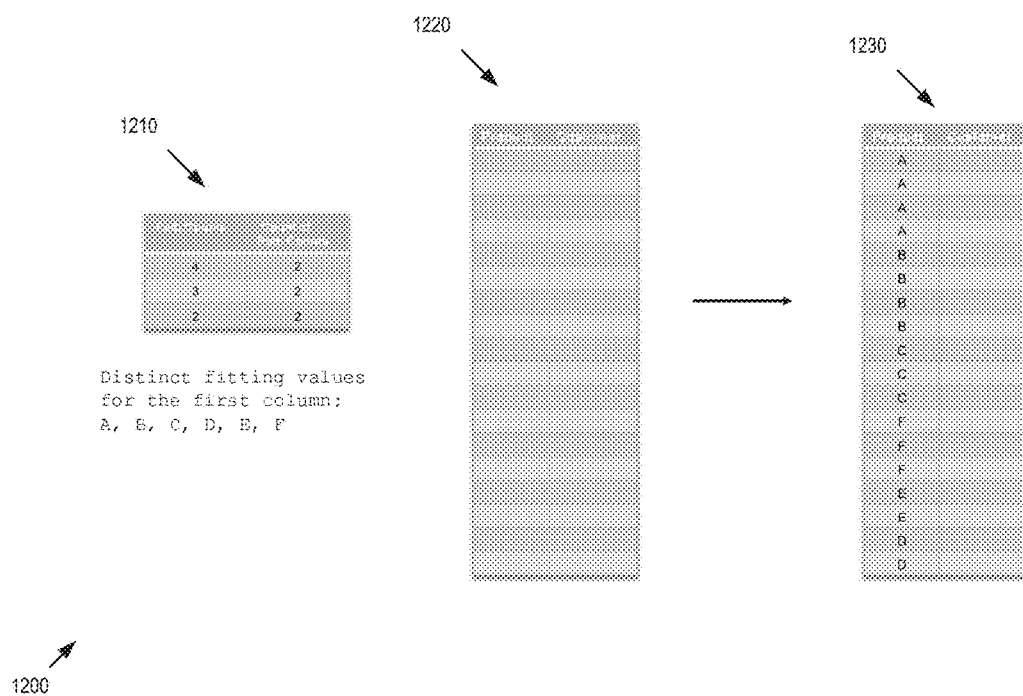 1220
1230
1210
A
A
A
A
4 2
B
3 2
B
2 2
B
B
C
Distinct fitting values
C
for the first column:
C
A, B, C, D, E, F
F
F
F
E
E
D
D
1200